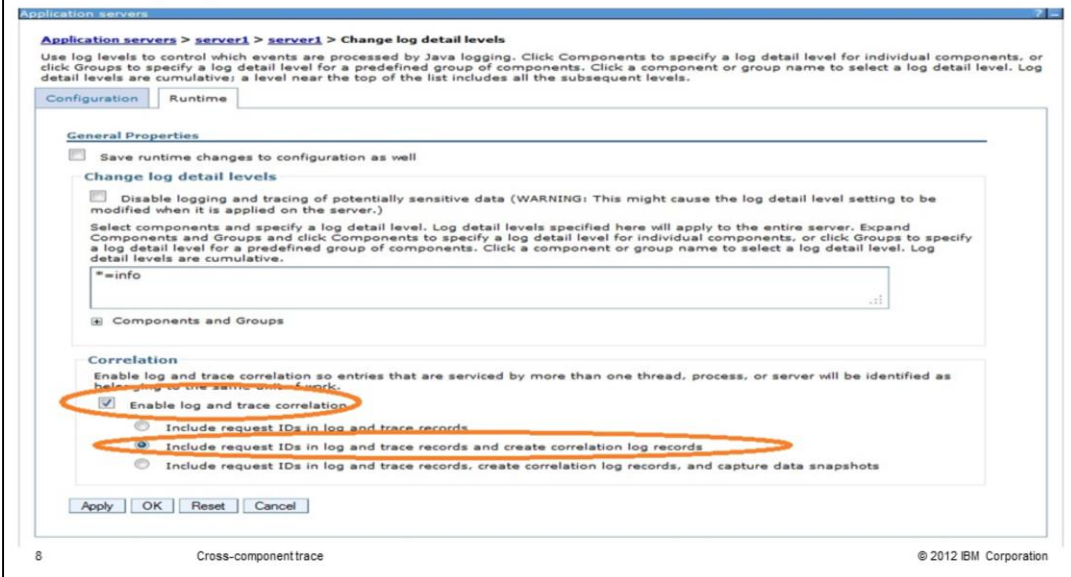 Application servers ? –
Application servers > server1 > server1 > Change log detail levels
Use log levels to control which events are processed by Java logging. Click Components to specify a log detail level for individual components, or
click Groups to specify a log detail level for a predefined group of components. Click a component or group name to select a log detail level. Log
detail levels are cumulative; a level near the top of the list includes all the subsequent levels.
Configuration Runtime
General Properties
Save runtime changes to configuration as well
Change log detail levels
Disable logging and tracing of potentially sensitive data (WARNING: This might cause the log detail level setting to be
modified when it is applied on the server.)
Select components and specify a log detail level. Log detail levels specified here will apply to the entire server. Expand
Components and Groups and click Components to specify a log detail level for individual components, or click Groups to specify
a log detail level for a predefined group of components. Click a component or group name to select a log detail level. Log
detail levels are cumulative.
*=info
Components and Groups
Correlation
Enable log and trace correlation so entries that are serviced by more than one thread, process, or server will be identified as
belonging to the same unit of work.
Enable log and trace correlation
Include request IDs in log and trace records
Include request IDs in log and trace records and create correlation log records
Include request IDs in log and trace records, create correlation log records, and capture data snapshots
Apply OK Reset Cancel
8 Cross-component trace © 2012 IBM Corporation